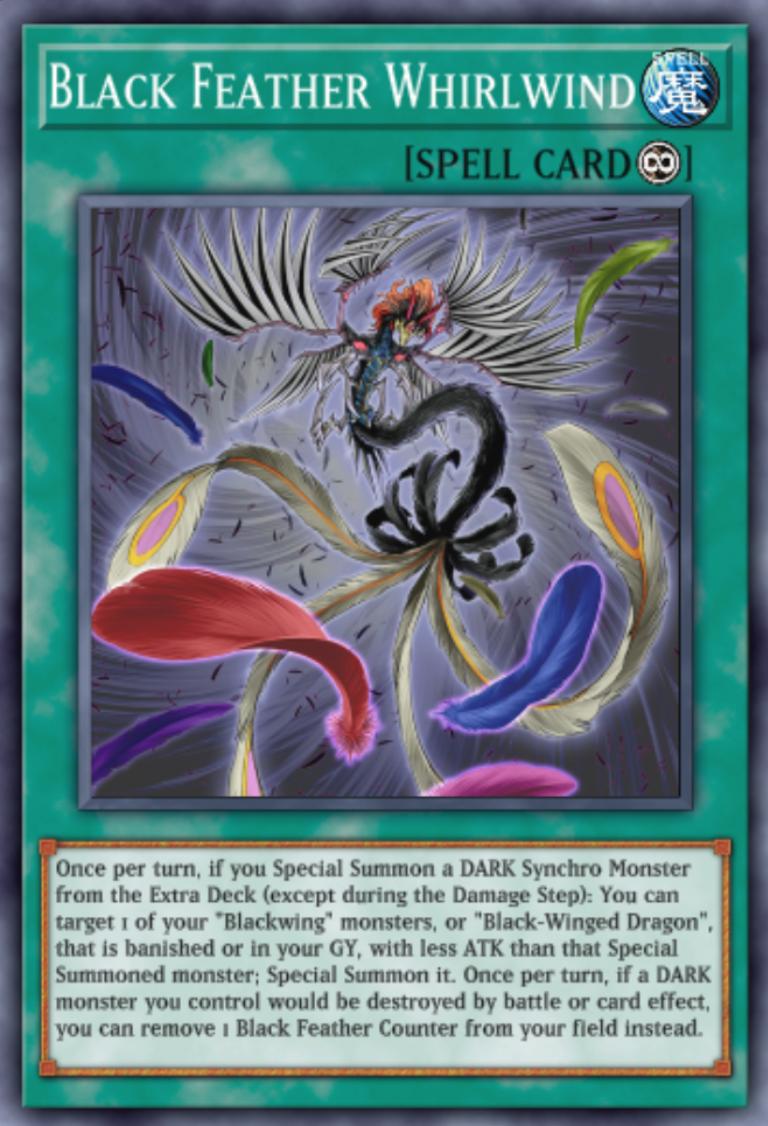 BLACK FEATHER WHIRLWIND
SPELL
魔
[SPELL CARD]
Once per turn, if you Special Summon a DARK Synchro Monster
from the Extra Deck (except during the Damage Step): You can
target 1 of your "Blackwing" monsters, or "Black-Winged Dragon",
that is banished or in your GY, with less ATK than that Special
Summoned monster; Special Summon it. Once per turn, if a DARK
monster you control would be destroyed by battle or card effect,
you can remove 1 Black Feather Counter from your field instead.